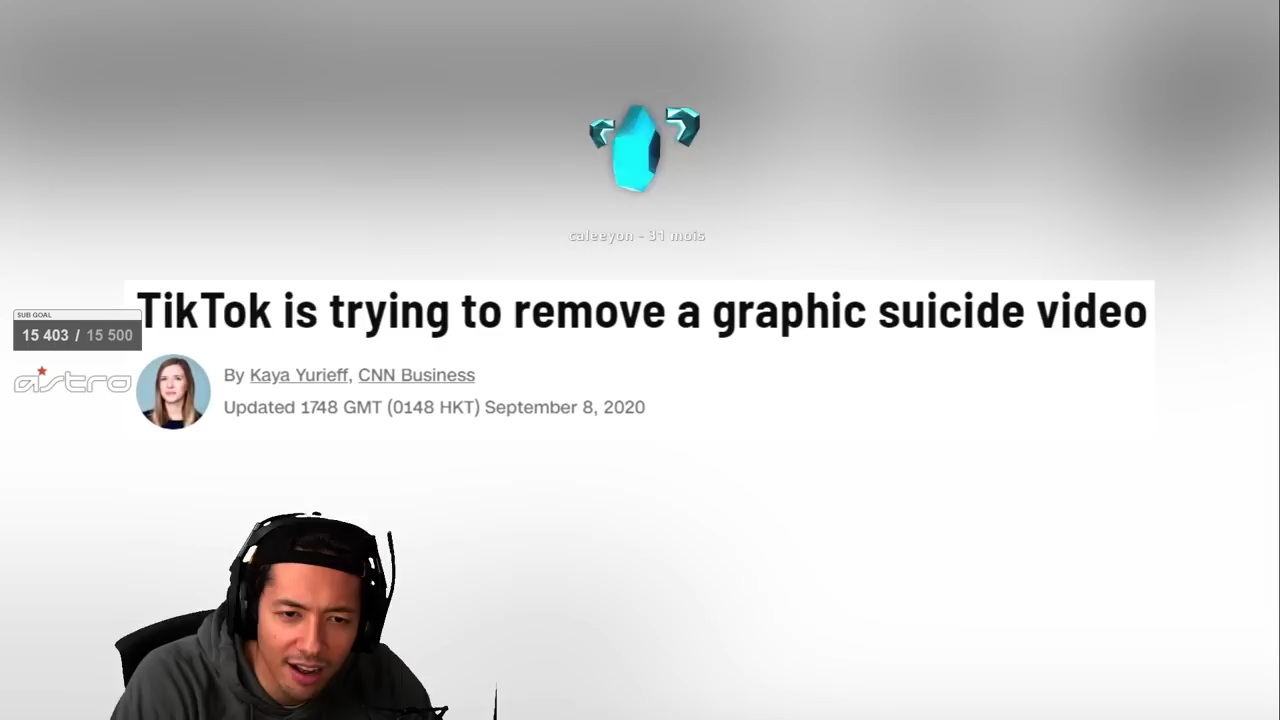 caleeyon - 31 mois
TikTok is trying to remove a graphic suicide video
SUB GOAL
15 403 / 15 500
astro
By Kaya Yurieff, CNN Business
Updated 1748 GMT (0148 HKT) September 8, 2020